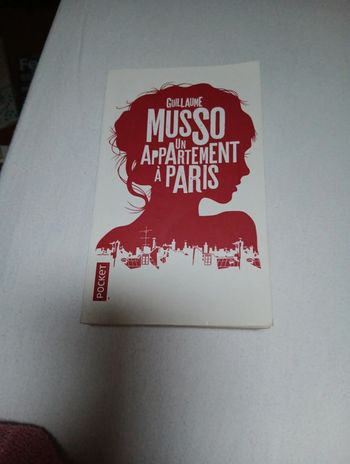 GUILLAUME
MUSSO
UN
APPARTEMENT
À PARIS
POCKET